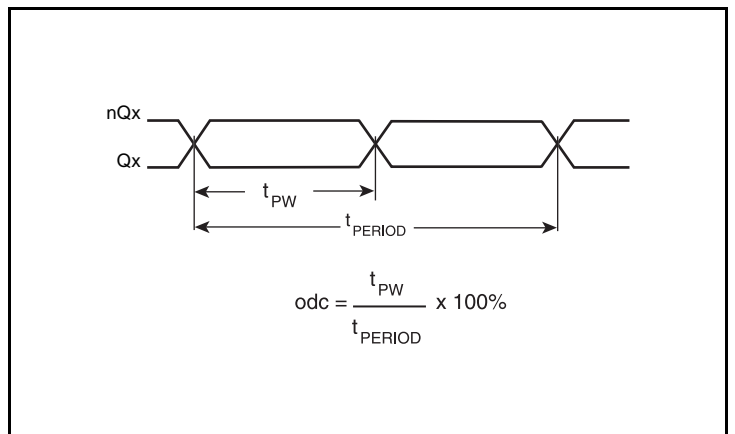 nQx
Qx
tPW
tPERIOD
odc = tPW / tPERIOD x 100%